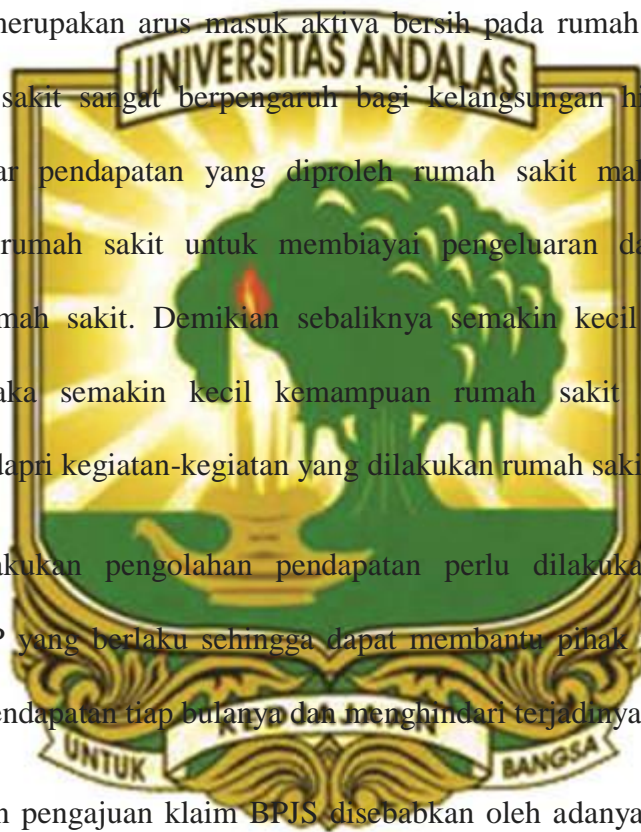 merupakan arus masuk aktiva bersih pada rumah
UNIVERSITAS ANDALAS
sakit sangat berpengaruh bagi kelangsungan hi
ar pendapatan yang diproleh rumah sakit mak
rumah sakit untuk membiayai pengeluaran da
mah sakit. Demikian sebaliknya semakin kecil
aka semakin kecil kemampuan rumah sakit
dapri kegiatan-kegiatan yang dilakukan rumah sakit
akukan pengolahan pendapatan perlu dilakuka
P yang berlaku sehingga dapat membantu pihak
endapatan tiap bulanya dan menghindari terjadinya
UNTUK KEDJAJAAN BANGSA
n pengajuan klaim BPJS disebabkan oleh adanya